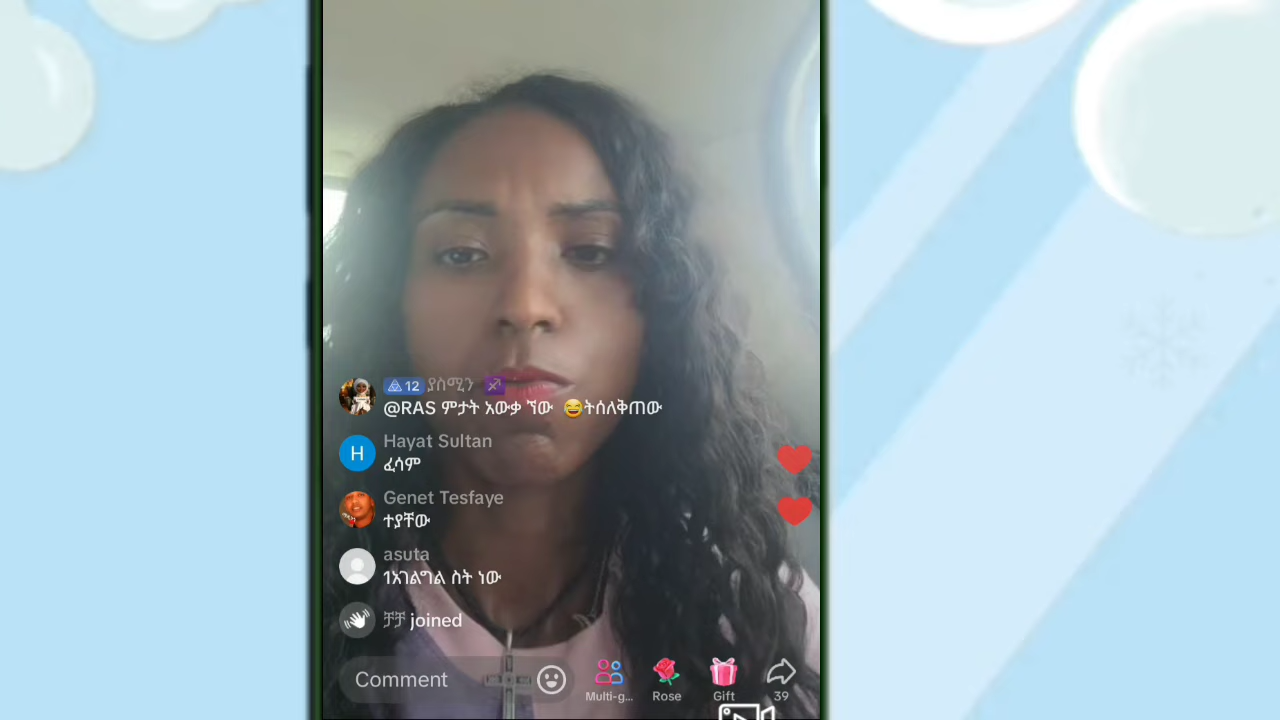 12 ያስሚን
@RAS ምታት አውቃ ኘው 😂ትሰለቅጠው
Hayat Sultan
ፈሳም
Genet Tesfaye
ተያቸው
asuta
1አገልግል ስት ነው
ቻቻ joined
Comment
Multi-g... Rose Gift 39